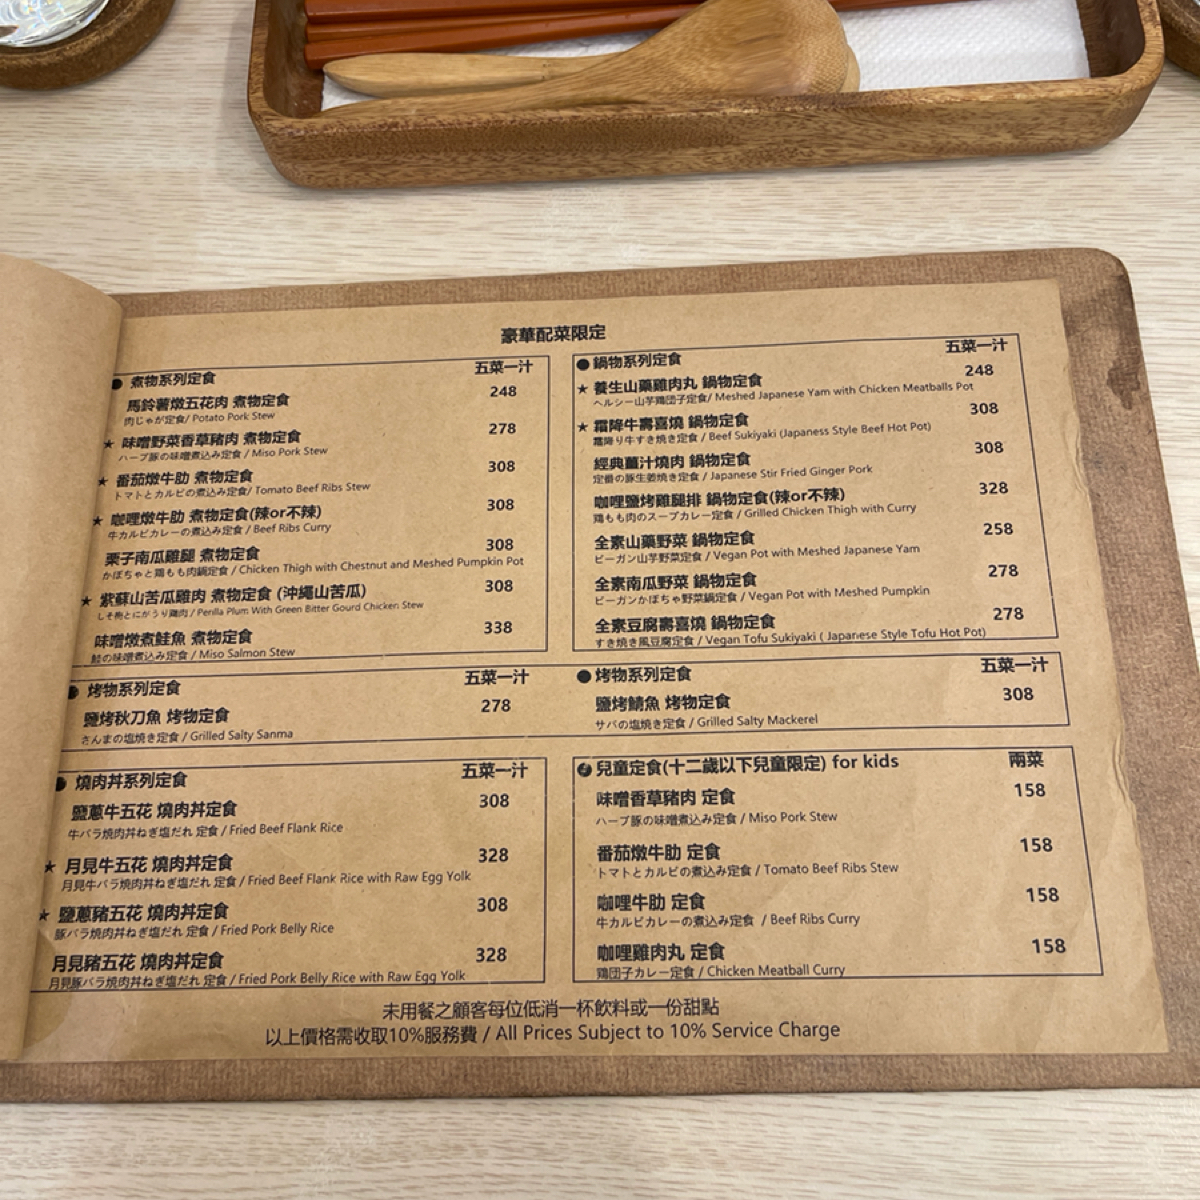 豪華配菜限定
● 煮物系列定食 五菜一汁
馬鈴薯燉五花肉 煮物定食 248
肉じゃが定食/ Potato Pork Stew
★ 味噌野菜香草豬肉 煮物定食 278
ハーブ豚の味噌煮込み定食 / Miso Pork Stew
★ 番茄燉牛肋 煮物定食 308
トマトとカルビの煮込み定食/ Tomato Beef Ribs Stew
★ 咖哩燉牛肋 煮物定食(辣or不辣) 308
牛カルビカレーの煮込み定食 / Beef Ribs Curry
栗子南瓜雞腿 煮物定食 308
かぼちゃと鶏もも肉鍋定食 / Chicken Thigh with Chestnut and Meshed Pumpkin Pot
★ 紫蘇山苦瓜雞肉 煮物定食 (沖繩山苦瓜) 308
しそ梅とにがうり鶏肉 / Perilla Plum With Green Bitter Gourd Chicken Stew
味噌燉煮鮭魚 煮物定食 338
鮭の味噌煮込み定食 / Miso Salmon Stew
● 烤物系列定食 五菜一汁
鹽烤秋刀魚 烤物定食 278
さんまの塩焼き定食 / Grilled Salty Sanma
● 燒肉丼系列定食 五菜一汁
鹽蔥牛五花 燒肉丼定食 308
牛バラ焼肉丼ねぎ塩だれ 定食 / Fried Beef Flank Rice
★ 月見牛五花 燒肉丼定食 328
月見牛バラ焼肉丼ねぎ塩だれ 定食 / Fried Beef Flank Rice with Raw Egg Yolk
★ 鹽蔥豬五花 燒肉丼定食 308
豚バラ焼肉丼ねぎ塩だれ 定食 / Fried Pork Belly Rice
月見豬五花 燒肉丼定食 328
月見豚バラ焼肉丼ねぎ塩だれ 定食 / Fried Pork Belly Rice with Raw Egg Yolk
● 鍋物系列定食 五菜一汁
★ 養生山藥雞肉丸 鍋物定食 248
ヘルシー山芋鶏団子定食/ Meshed Japanese Yam with Chicken Meatballs Pot
★ 霜降牛壽喜燒 鍋物定食 308
霜降り牛すき焼き定食 / Beef Sukiyaki (Japaness Style Beef Hot Pot)
經典薑汁燒肉 鍋物定食 308
定番の豚生姜焼き定食 / Japanese Stir Fried Ginger Pork
咖哩鹽烤雞腿排 鍋物定食(辣or不辣) 328
鶏もも肉のスープカレー定食 / Grilled Chicken Thigh with Curry
全素山藥野菜 鍋物定食 258
ビーガン山芋野菜定食 / Vegan Pot with Meshed Japanese Yam
全素南瓜野菜 鍋物定食 278
ビーガンかぼちゃ野菜鍋定食 / Vegan Pot with Meshed Pumpkin
全素豆腐壽喜燒 鍋物定食 278
すき焼き風豆腐定食 / Vegan Tofu Sukiyaki ( Japanese Style Tofu Hot Pot)
● 烤物系列定食 五菜一汁
鹽烤鯖魚 烤物定食 308
サバの塩焼き定食 / Grilled Salty Mackerel
兒童定食(十二歲以下兒童限定) for kids 兩菜
味噌香草豬肉 定食 158
ハーブ豚の味噌煮込み定食 / Miso Pork Stew
番茄燉牛肋 定食 158
トマトとカルビの煮込み定食 / Tomato Beef Ribs Stew
咖哩牛肋 定食 158
牛カルビカレーの煮込み定食 / Beef Ribs Curry
咖哩雞肉丸 定食 158
鶏団子カレー定食 / Chicken Meatball Curry
未用餐之顧客每位低消一杯飲料或一份甜點
以上價格需收取10%服務費 / All Prices Subject to 10% Service Charge